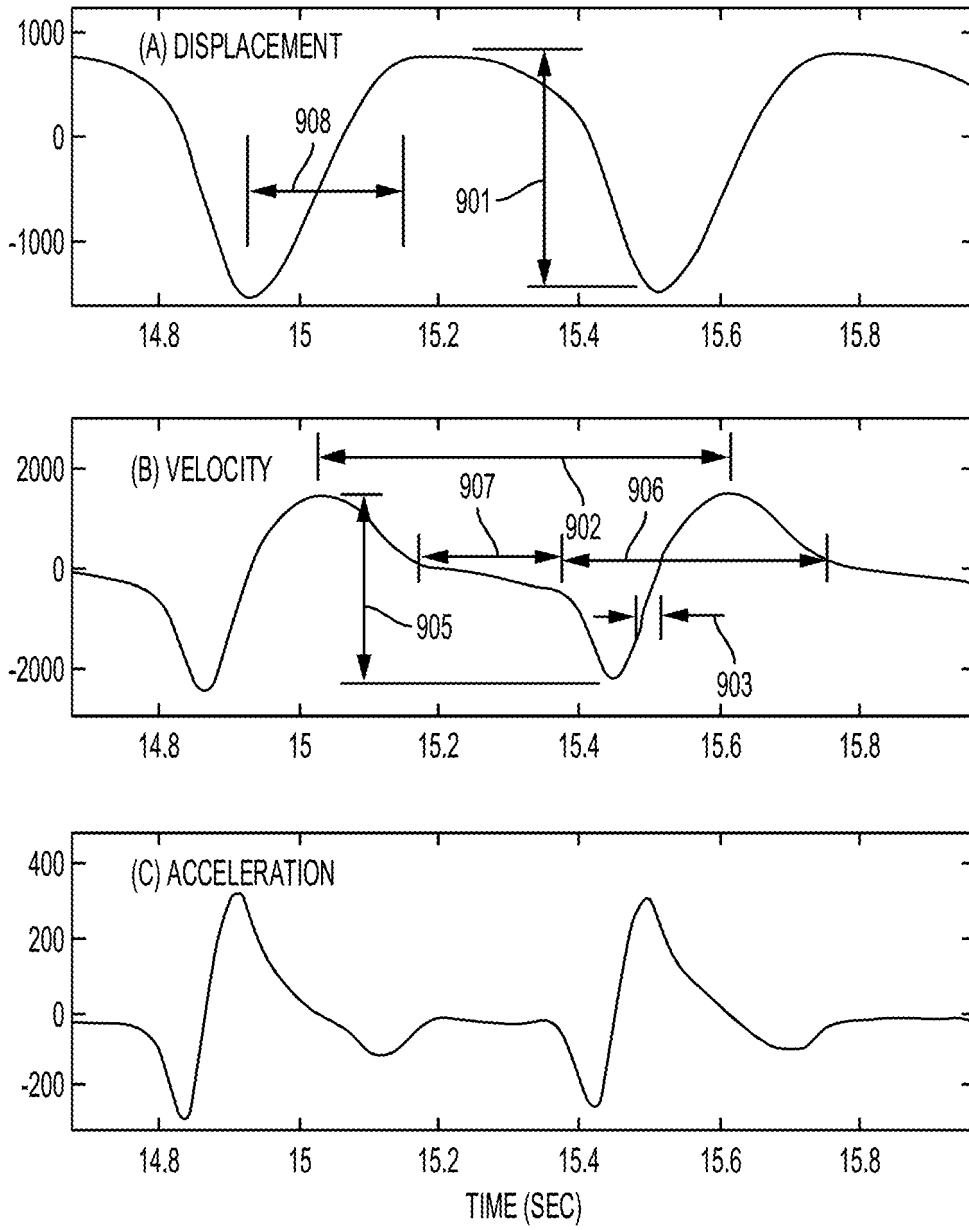 (A) DISPLACEMENT
1000
0
-1000
908
901
14.8 15 15.2 15.4 15.6 15.8
(B) VELOCITY
2000
0
-2000
907
906
902
905
903
14.8 15 15.2 15.4 15.6 15.8
(C) ACCELERATION
400
200
0
-200
14.8 15 15.2 15.4 15.6 15.8
TIME (SEC)